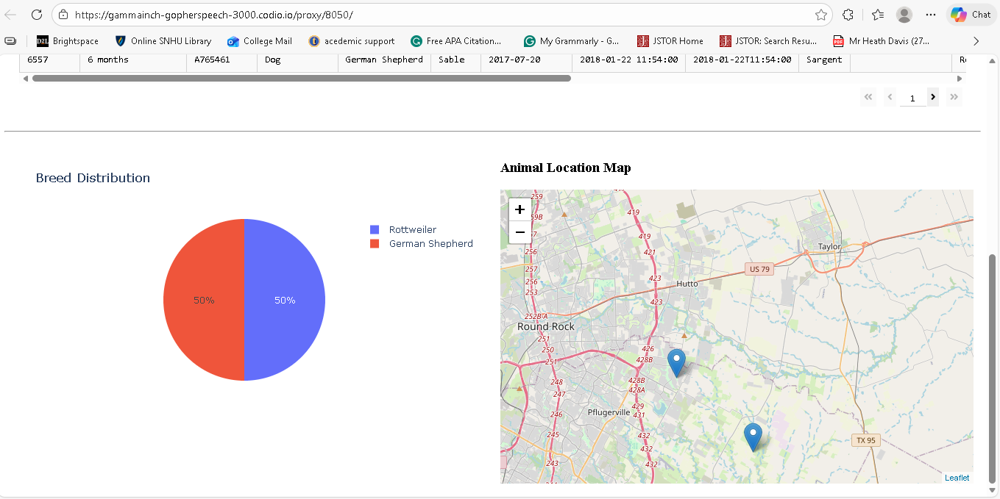 https://gammainch-gopherspeech-3000.codio.io/proxy/8050/
Chat
D2L Brightspace Online SNHU Library College Mail acedemic support Free APA Citation... My Grammarly - G... JSTOR Home JSTOR: Search Resu... PDF Mr Heath Davis (27...
6557 6 months A765461 Dog German Shepherd Sable 2017-07-20 2018-01-22 11:54:00 2018-01-22T11:54:00 Sargent
« ‹ 1 › »
Breed Distribution
Rottweiler
German Shepherd
50% 50%
Animal Location Map
+
−
259
419
419
256
421
Taylor
257
US 79
256
423
Hutto
253
423
252B-A
Round Rock
251
250
426
251
428B
248
428B
247
428A
429
Pflugerville
431
246
245
432
TX 95
432
243
432
Leaflet